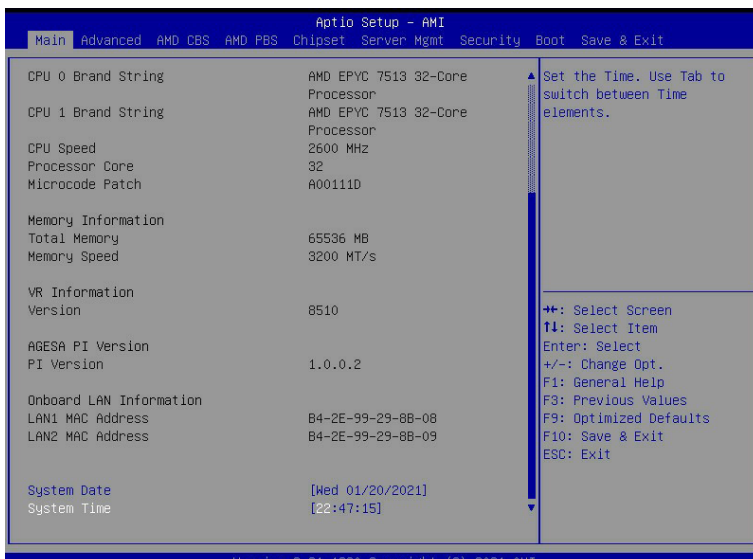 Aptio Setup - AMI
Main Advanced AMD CBS AMD PBS Chipset Server Mgmt Security Boot Save & Exit
CPU 0 Brand String AMD EPYC 7513 32-Core
Processor
CPU 1 Brand String AMD EPYC 7513 32-Core
Processor
CPU Speed 2600 MHz
Processor Core 32
Microcode Patch A00111D
Memory Information
Total Memory 65536 MB
Memory Speed 3200 MT/s
VR Information
Version 8510
AGESA PI Version
PI Version 1.0.0.2
Onboard LAN Information
LAN1 MAC Address B4-2E-99-29-8B-08
LAN2 MAC Address B4-2E-99-29-8B-09
System Date [Wed 01/20/2021]
System Time [22:47:15]
Set the Time. Use Tab to
switch between Time
elements.
→←: Select Screen
↑↓: Select Item
Enter: Select
+/-: Change Opt.
F1: General Help
F3: Previous Values
F9: Optimized Defaults
F10: Save & Exit
ESC: Exit